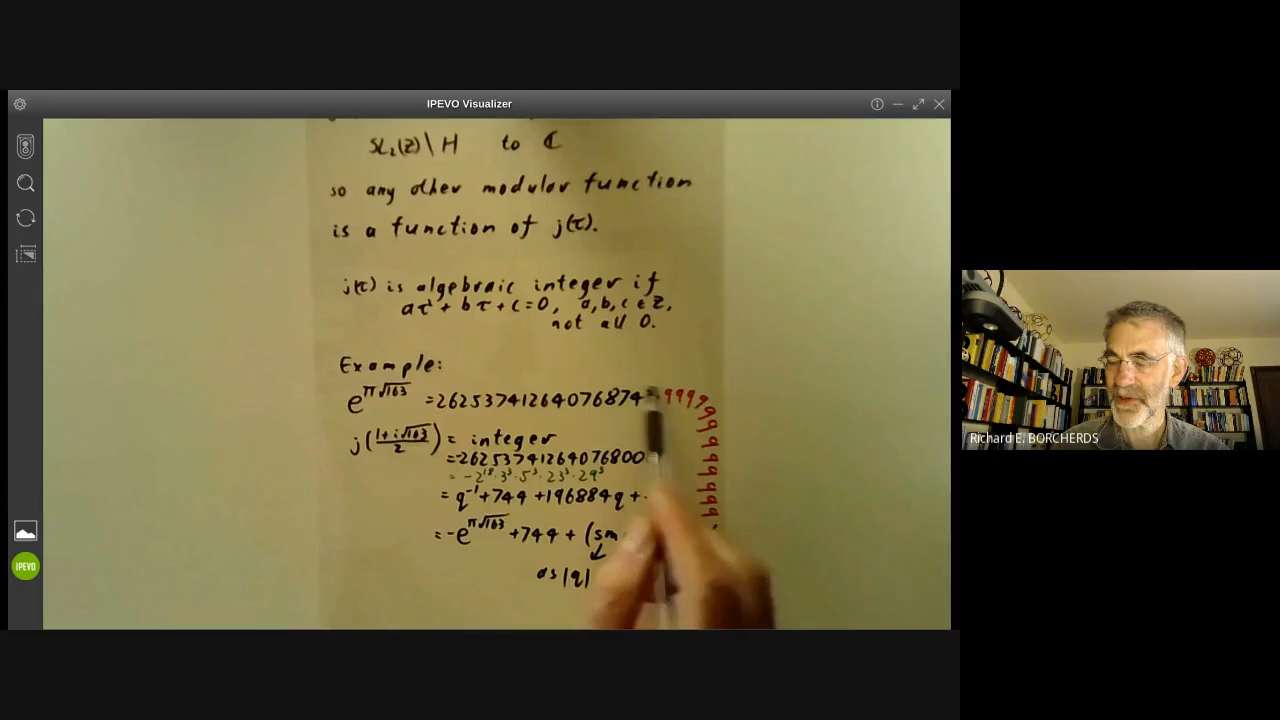 IPEVO Visualizer
SL₂(Z)\H to ℂ
so any other modular function
is a function of j(τ).
j(τ) is algebraic integer if
aτ² + bτ + c = 0, a, b, c ∈ Z,
not all 0.
Example:
e^{π√163} = 262537412640768743 9999999999
j((1+i√163)/2) = integer
= -262537412640768000
= -2¹⁸·3³·5³·23³·29³
= q⁻¹ + 744 + 196884q +
= -e^{π√163} + 744 + (
as |q|
Richard E. BORCHERDS
IPEVO